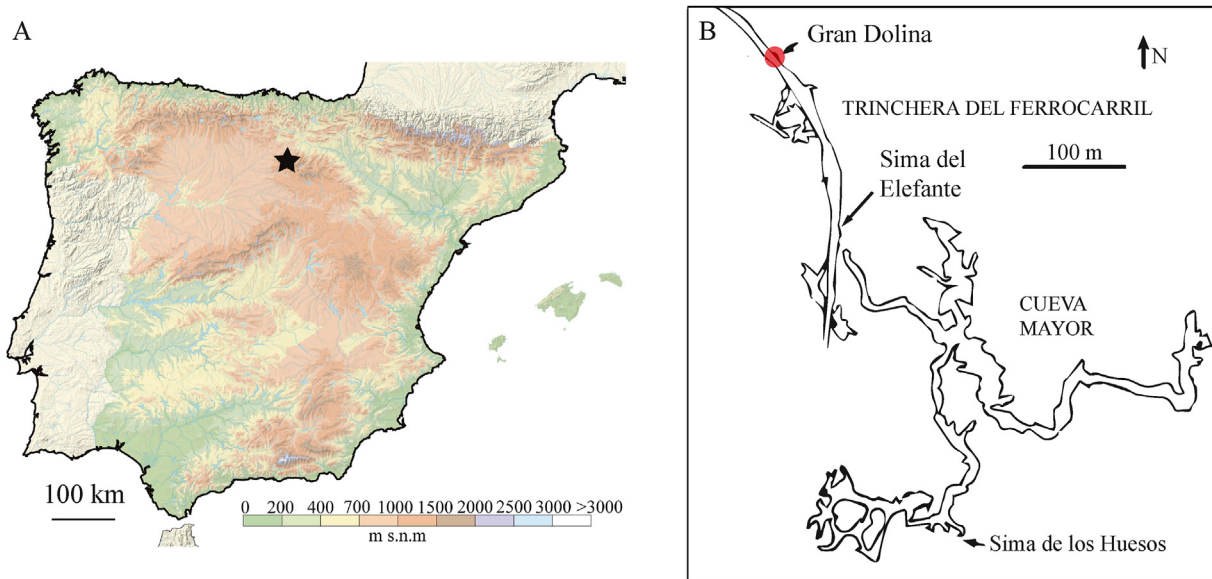 A
100 km
0 200 400 700 1000 1500 2000 2500 3000 >3000
m s.n.m
B
Gran Dolina
N
TRINCHERA DEL FERROCARRIL
100 m
Sima del
Elefante
CUEVA
MAYOR
Sima de los Huesos